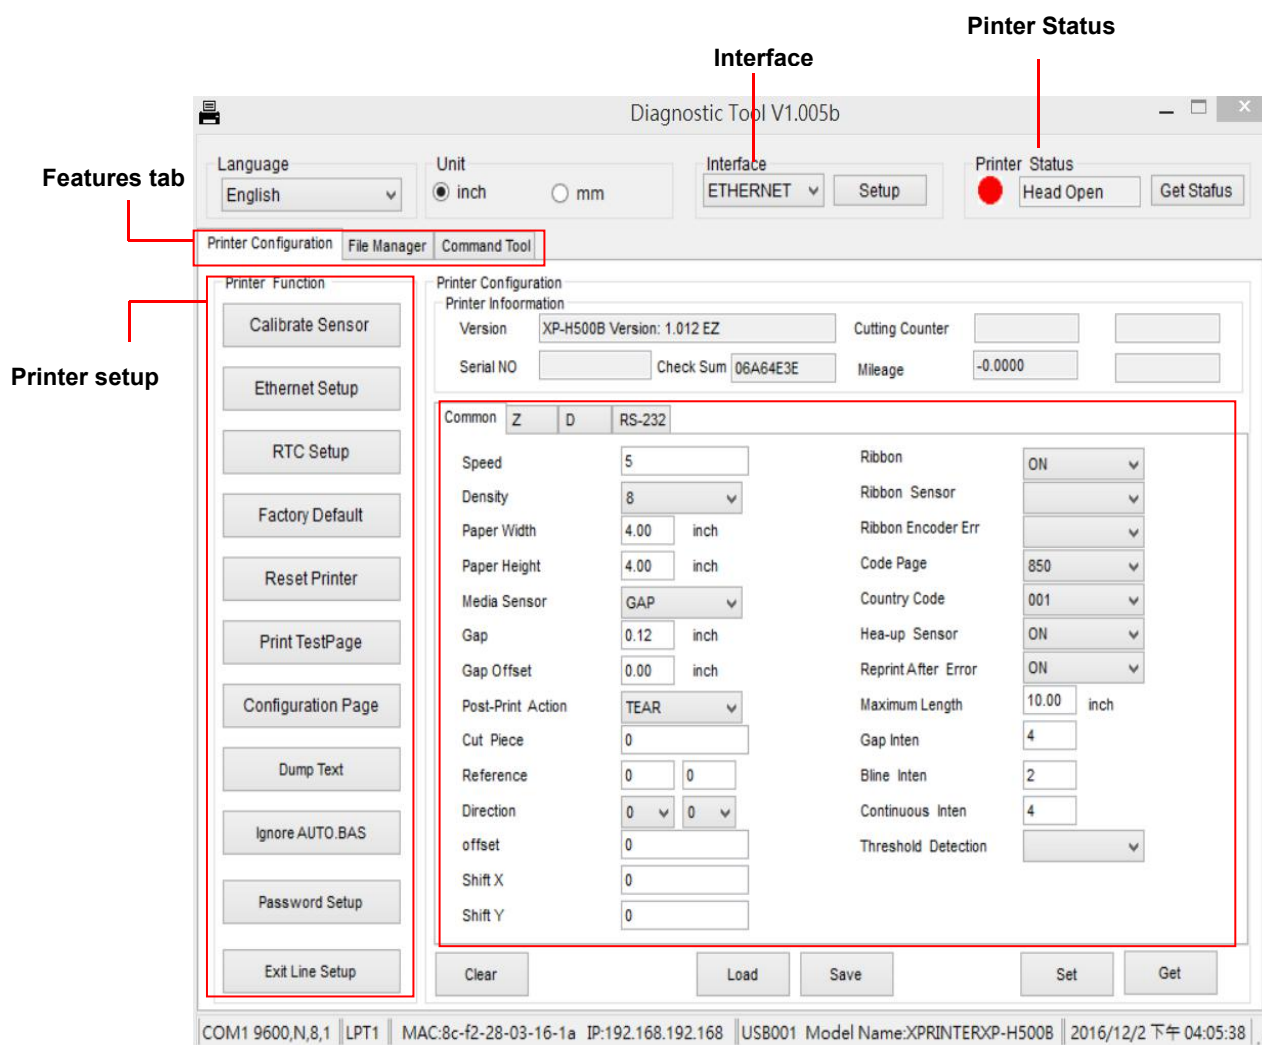 Pinter Status
Interface
Diagnostic Tool V1.005b
Features tab
Language
English
Unit
inch
mm
Interface
ETHERNET
Setup
Printer Status
Head Open
Get Stafus
Printer Configuration
File Manager
Command Tool
Printer setup
Printer Function
Calibrate Sensor
Ethernet Setup
RTC Setup
Factory Default
Reset Printer
Print TestPage
Configuration Page
Dump Text
Ignore AUTO.BAS
Password Setup
Exit Line Setup
Printer Configuration
Printer Infoormation
Version XP-H500B Version: 1.012 EZ
Cutting Counter
Serial NO
Check Sum 06A64E3E
Mileage -0.0000
Common Z D RS-232
Speed 5
Density 8
Paper Width 4.00 inch
Paper Height 4.00 inch
Media Sensor GAP
Gap 0.12 inch
Gap Offset 0.00 inch
Post-Print Action TEAR
Cut Piece 0
Reference 0 0
Direction 0 0
offset 0
Shift X 0
Shift Y 0
Ribbon ON
Ribbon Sensor
Ribbon Encoder Err
Code Page 850
Country Code 001
Hea-up Sensor ON
Reprint After Error ON
Maximum Length 10.00 inch
Gap Inten 4
Bline Inten 2
Continuous Inten 4
Threshold Detection
Clear Load Save Set Get
COM1 9600,N,8,1 LPT1 MAC:8c-f2-28-03-16-1a IP:192.168.192.168 USB001 Model Name:XPRINTERXP-H500B 2016/12/2 下午 04:05:38